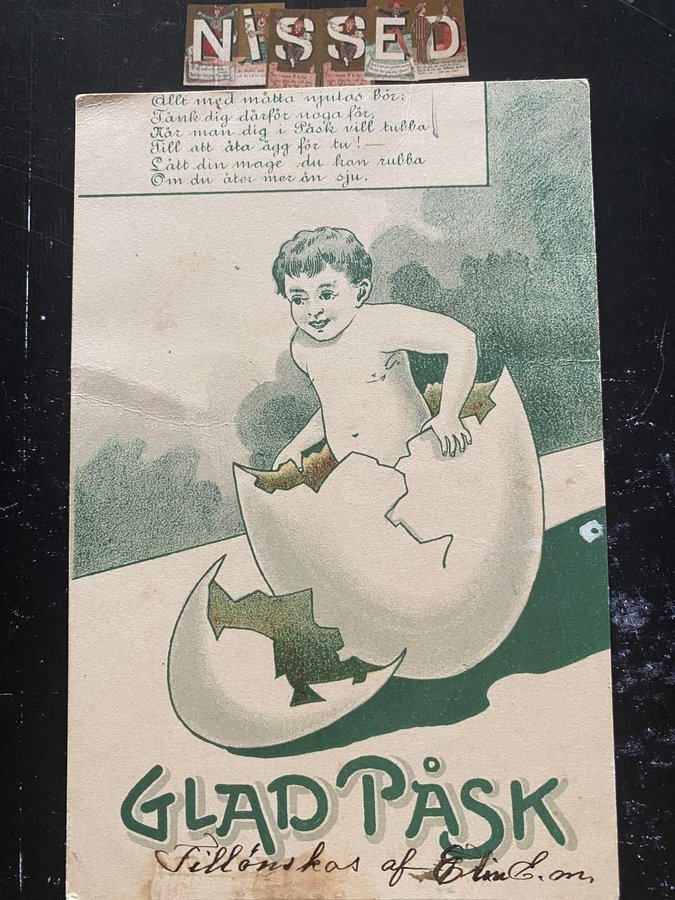 NiSSED
Allt med måtta njutas bör:
Tänk dig därför noga för,
När man dig i Påsk vill tubba
Till att äta ägg för tu! —
Lätt din mage du kan rubba
Om du äter mer än sju.
GLAD PÅSK
Tillönskas af Elin E.m.